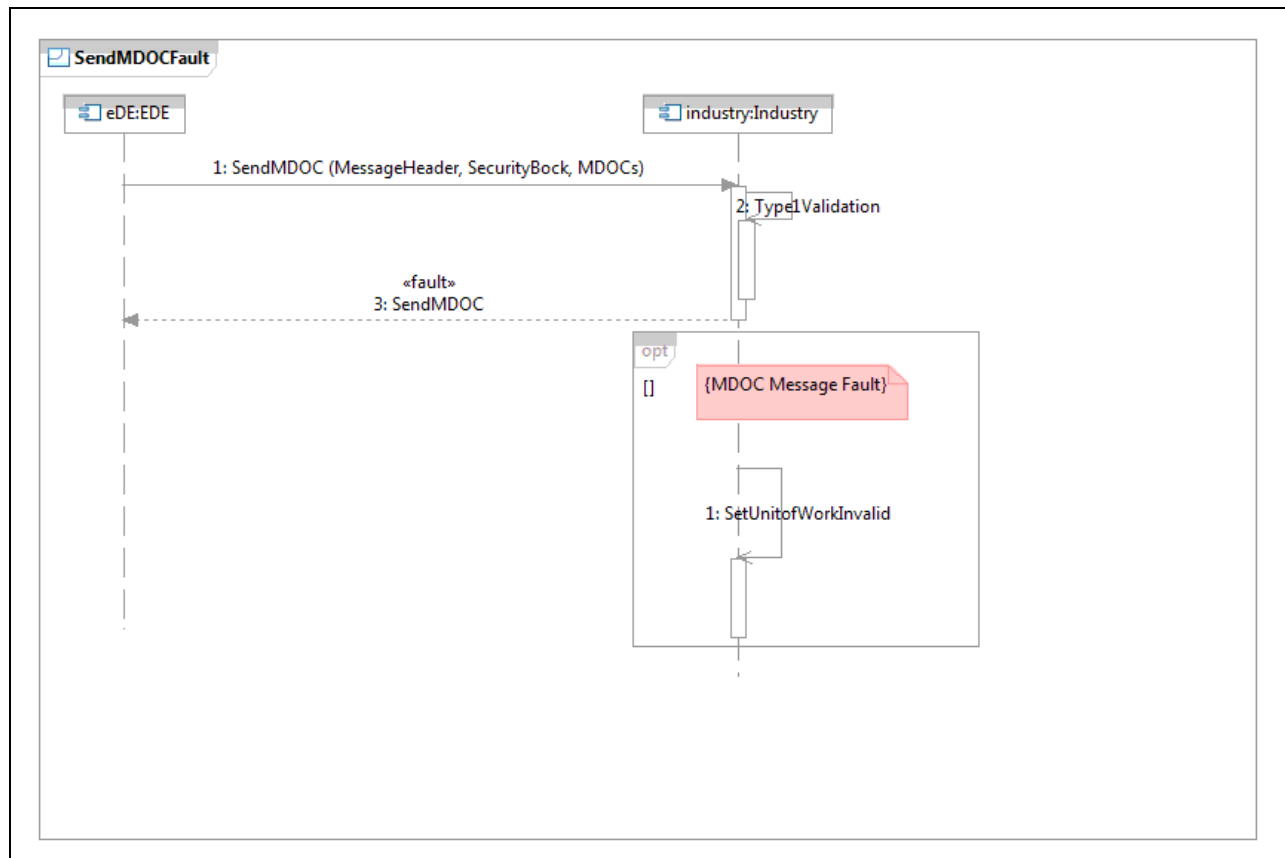 SendMDOCFault
eDE:EDE
industry:Industry
1: SendMDOC (MessageHeader, SecurityBock, MDOCs)
2: Type1Validation
«fault»
3: SendMDOC
opt
[]
{MDOC Message Fault}
1: SetUnitofWorkInvalid